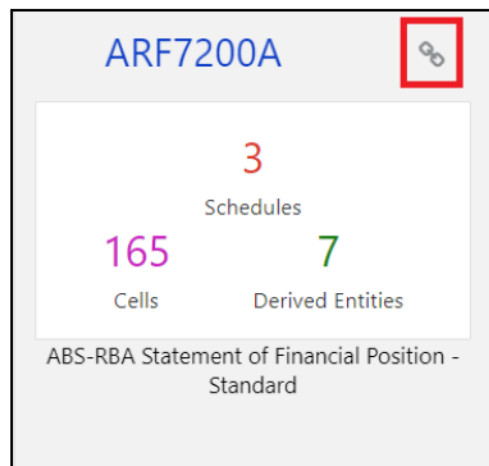 ARF7200A
3
Schedules
165
7
Cells
Derived Entities
ABS-RBA Statement of Financial Position -
Standard